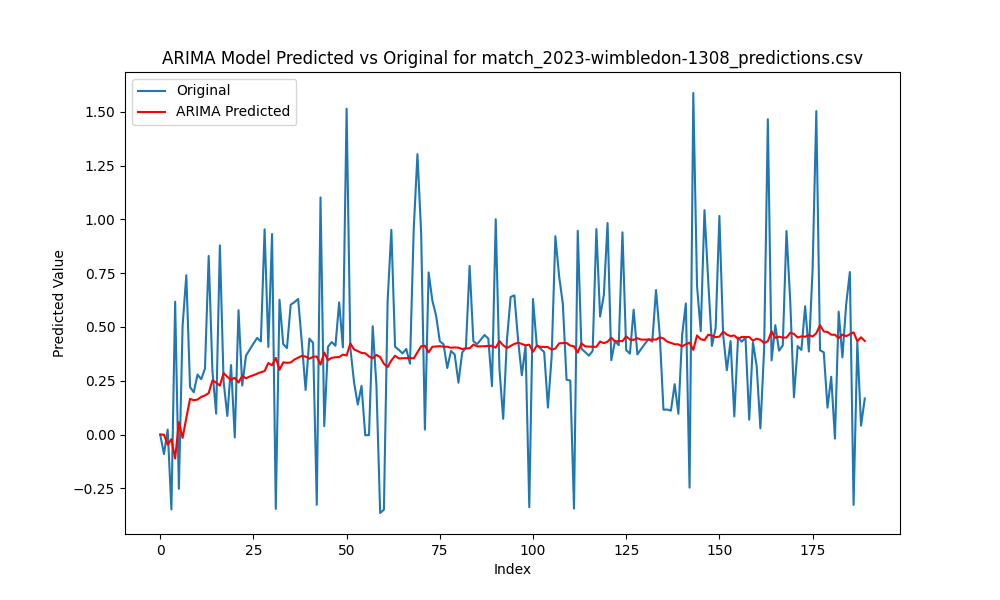 ARIMA Model Predicted vs Original for match_2023-wimbledon-1308_predictions.csv
Original
ARIMA Predicted
Predicted Value
1.50
1.25
1.00
0.75
0.50
0.25
0.00
−0.25
0 25 50 75 100 125 150 175
Index